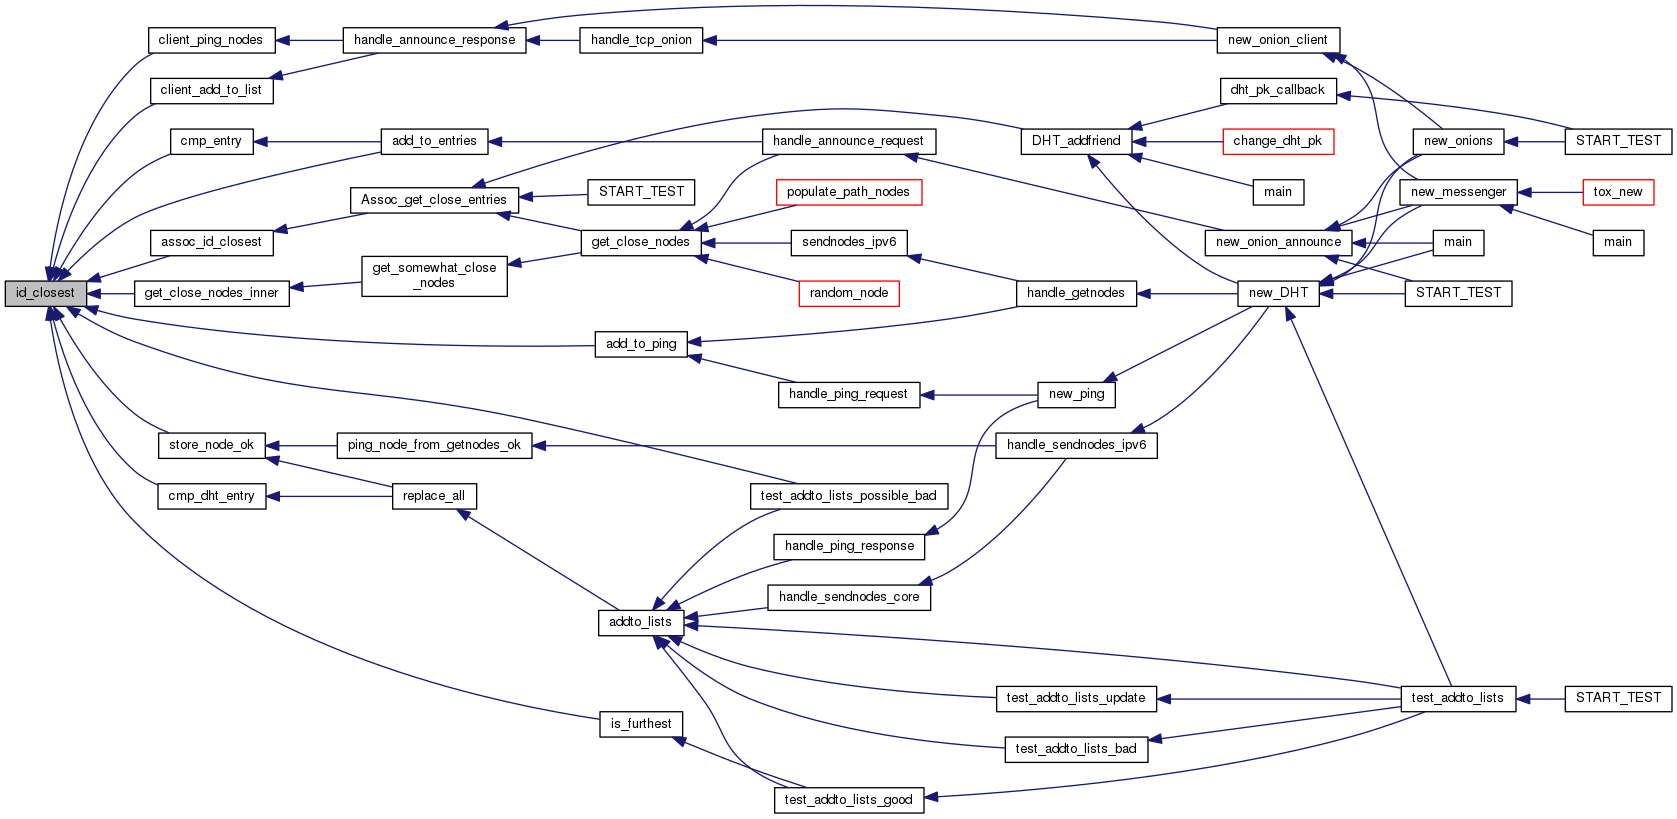 client_ping_nodes
handle_announce_response
handle_tcp_onion
new_onion_client
client_add_to_list
dht_pk_callback
cmp_entry
add_to_entries
handle_announce_request
DHT_addfriend
change_dht_pk
new_onions
START_TEST
Assoc_get_close_entries
START_TEST
populate_path_nodes
main
new_messenger
tox_new
assoc_id_closest
get_close_nodes
sendnodes_ipv6
new_onion_announce
main
main
get_somewhat_close
_nodes
id_closest
get_close_nodes_inner
random_node
handle_getnodes
new_DHT
START_TEST
add_to_ping
handle_ping_request
new_ping
store_node_ok
ping_node_from_getnodes_ok
handle_sendnodes_ipv6
cmp_dht_entry
replace_all
test_addto_lists_possible_bad
handle_ping_response
handle_sendnodes_core
addto_lists
test_addto_lists_update
test_addto_lists
START_TEST
is_furthest
test_addto_lists_bad
test_addto_lists_good